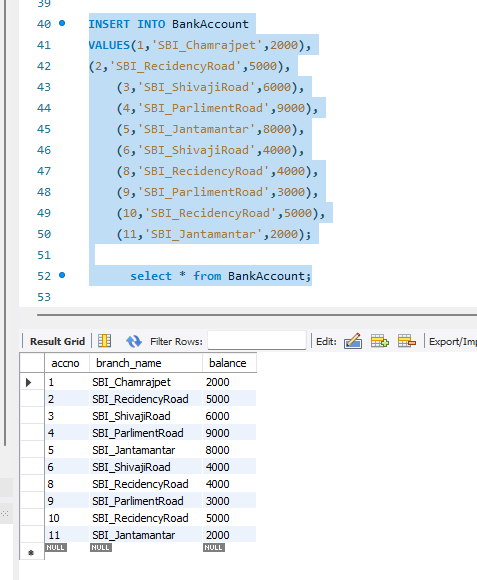 39
40 INSERT INTO BankAccount
41 VALUES(1,'SBI_Chamrajpet',2000),
42 (2,'SBI_RecidencyRoad',5000),
43 (3,'SBI_ShivajiRoad',6000),
44 (4,'SBI_ParlimentRoad',9000),
45 (5,'SBI_Jantamantar',8000),
46 (6,'SBI_ShivajiRoad',4000),
47 (8,'SBI_RecidencyRoad',4000),
48 (9,'SBI_ParlimentRoad',3000),
49 (10,'SBI_RecidencyRoad',5000),
50 (11,'SBI_Jantamantar',2000);
51
52 select * from BankAccount;
53
Result Grid Filter Rows: Edit: Export/Imp
accno branch_name balance
1 SBI_Chamrajpet 2000
2 SBI_RecidencyRoad 5000
3 SBI_ShivajiRoad 6000
4 SBI_ParlimentRoad 9000
5 SBI_Jantamantar 8000
6 SBI_ShivajiRoad 4000
8 SBI_RecidencyRoad 4000
9 SBI_ParlimentRoad 3000
10 SBI_RecidencyRoad 5000
11 SBI_Jantamantar 2000
NULL NULL NULL